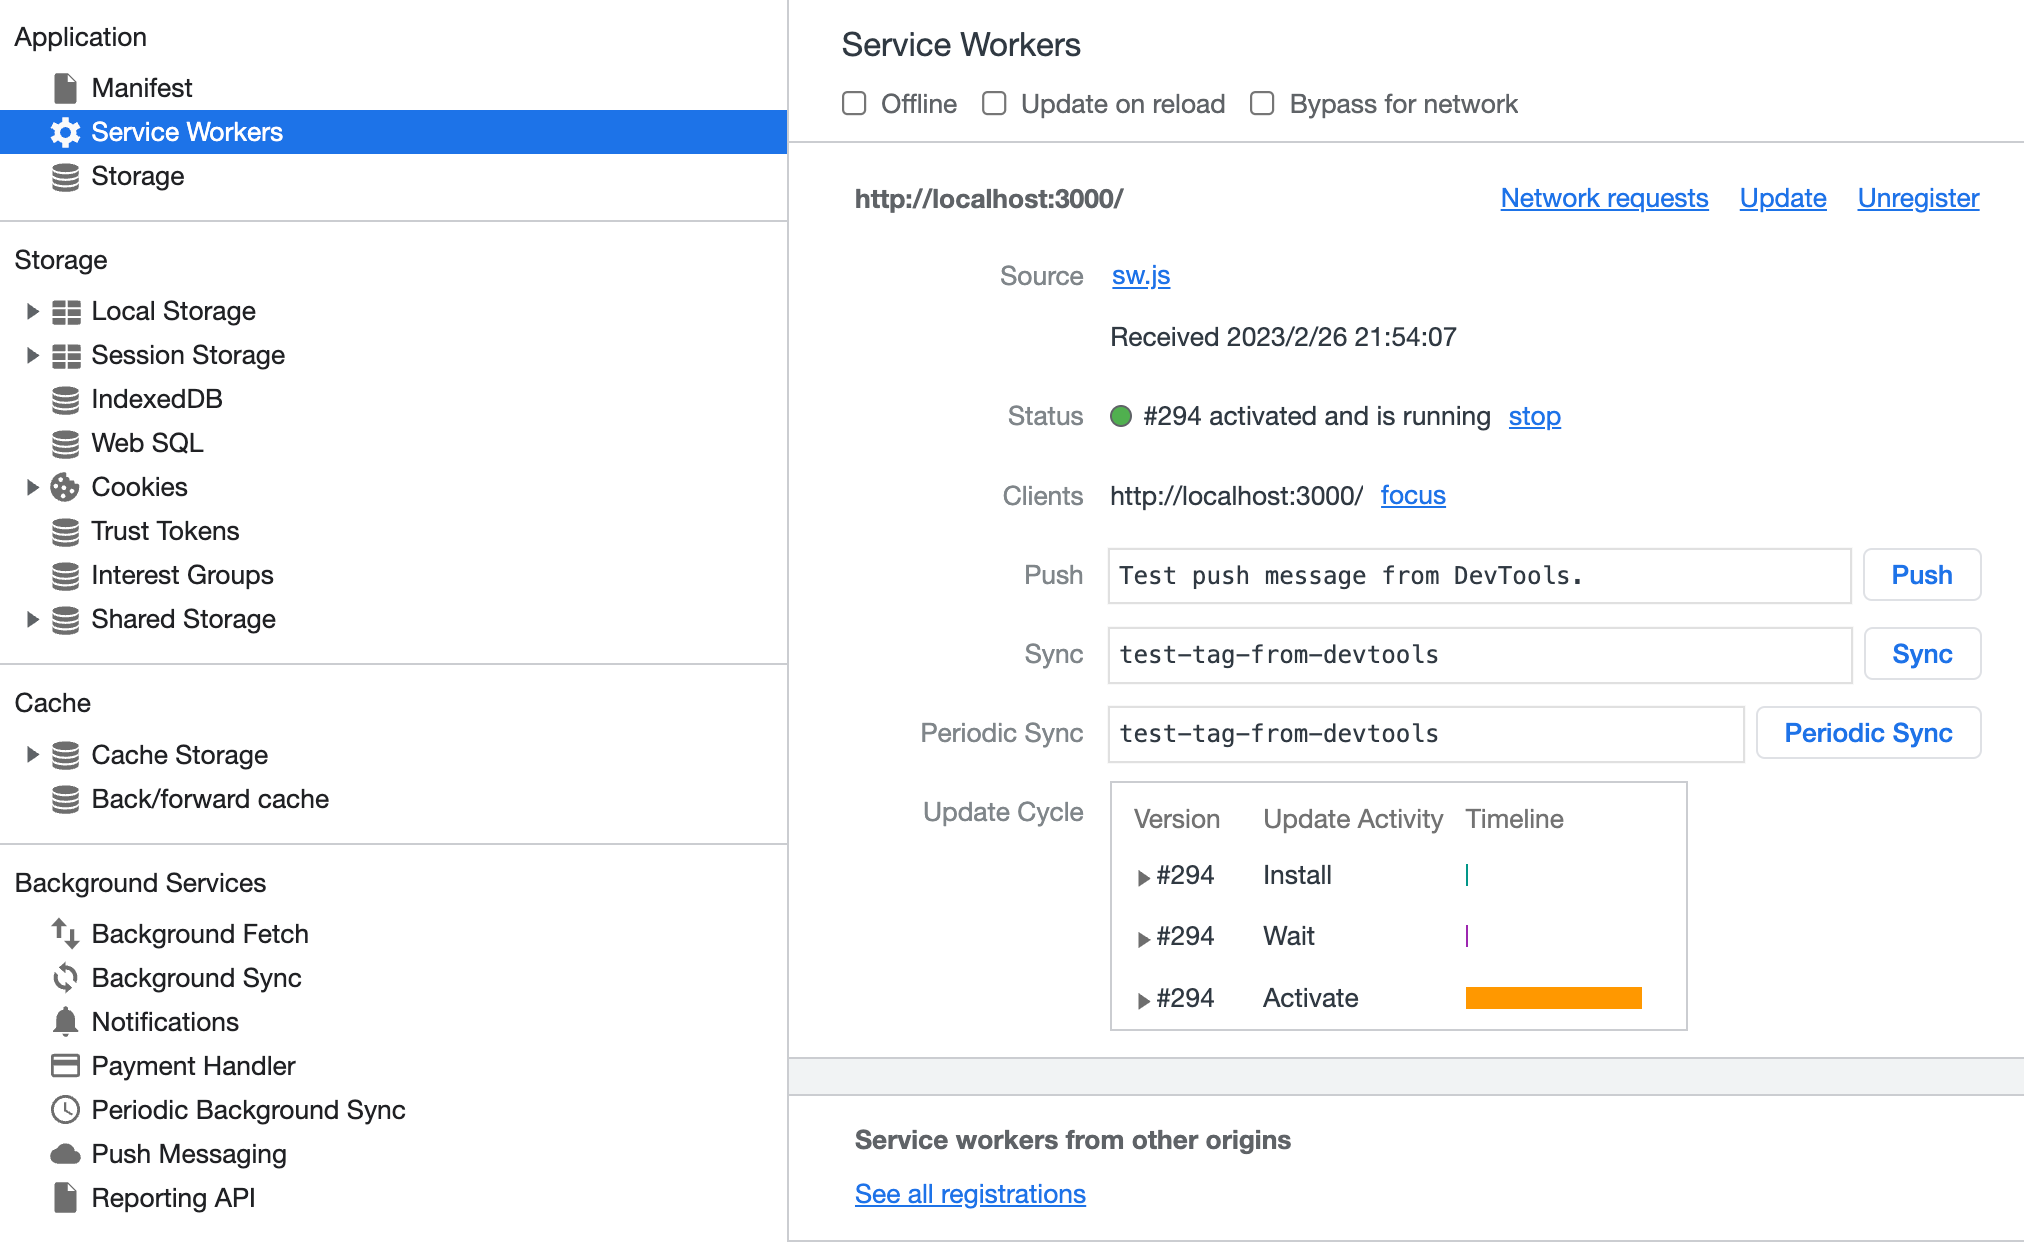 Application
Manifest
Service Workers
Storage
Storage
Local Storage
Session Storage
IndexedDB
Web SQL
Cookies
Trust Tokens
Interest Groups
Shared Storage
Cache
Cache Storage
Back/forward cache
Background Services
Background Fetch
Background Sync
Notifications
Payment Handler
Periodic Background Sync
Push Messaging
Reporting API
Service Workers
Offline Update on reload Bypass for network
http://localhost:3000/ Network requests Update Unregister
Source sw.js
Received 2023/2/26 21:54:07
Status #294 activated and is running stop
Clients http://localhost:3000/ focus
Push Test push message from DevTools. Push
Sync test-tag-from-devtools Sync
Periodic Sync test-tag-from-devtools Periodic Sync
Update Cycle Version Update Activity Timeline
#294 Install
#294 Wait
#294 Activate
Service workers from other origins
See all registrations